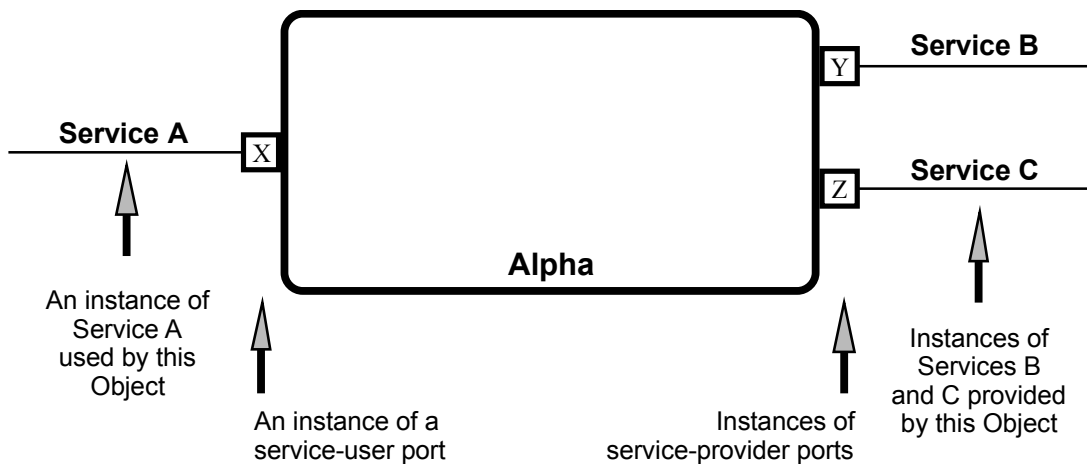 Service B
Y
Service A
X
Service C
Z
Alpha
An instance of
Service A
used by this
Object
An instance of a
service-user port
Instances of
service-provider ports
Instances of
Services B
and C provided
by this Object